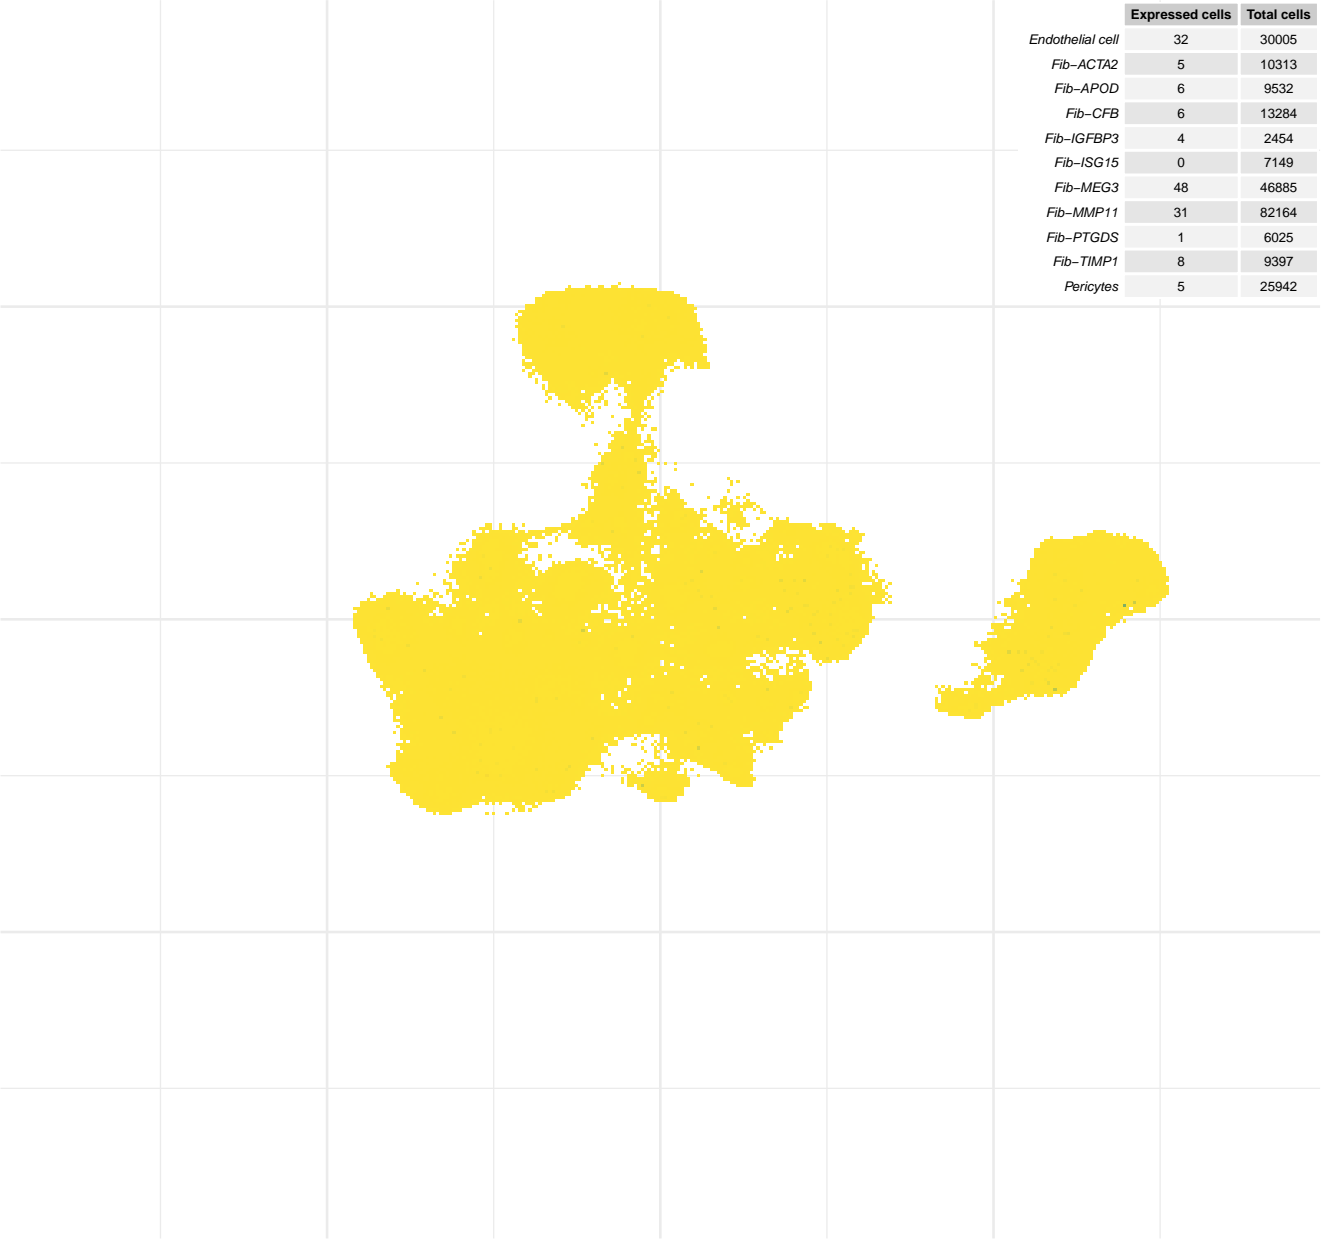 Expressed cells Total cells
Endothelial cell 32 30005
Fib−ACTA2 5 10313
Fib−APOD 6 9532
Fib−CFB 6 13284
Fib−IGFBP3 4 2454
Fib−ISG15 0 7149
Fib−MEG3 48 46885
Fib−MMP11 31 82164
Fib−PTGDS 1 6025
Fib−TIMP1 8 9397
Pericytes 5 25942